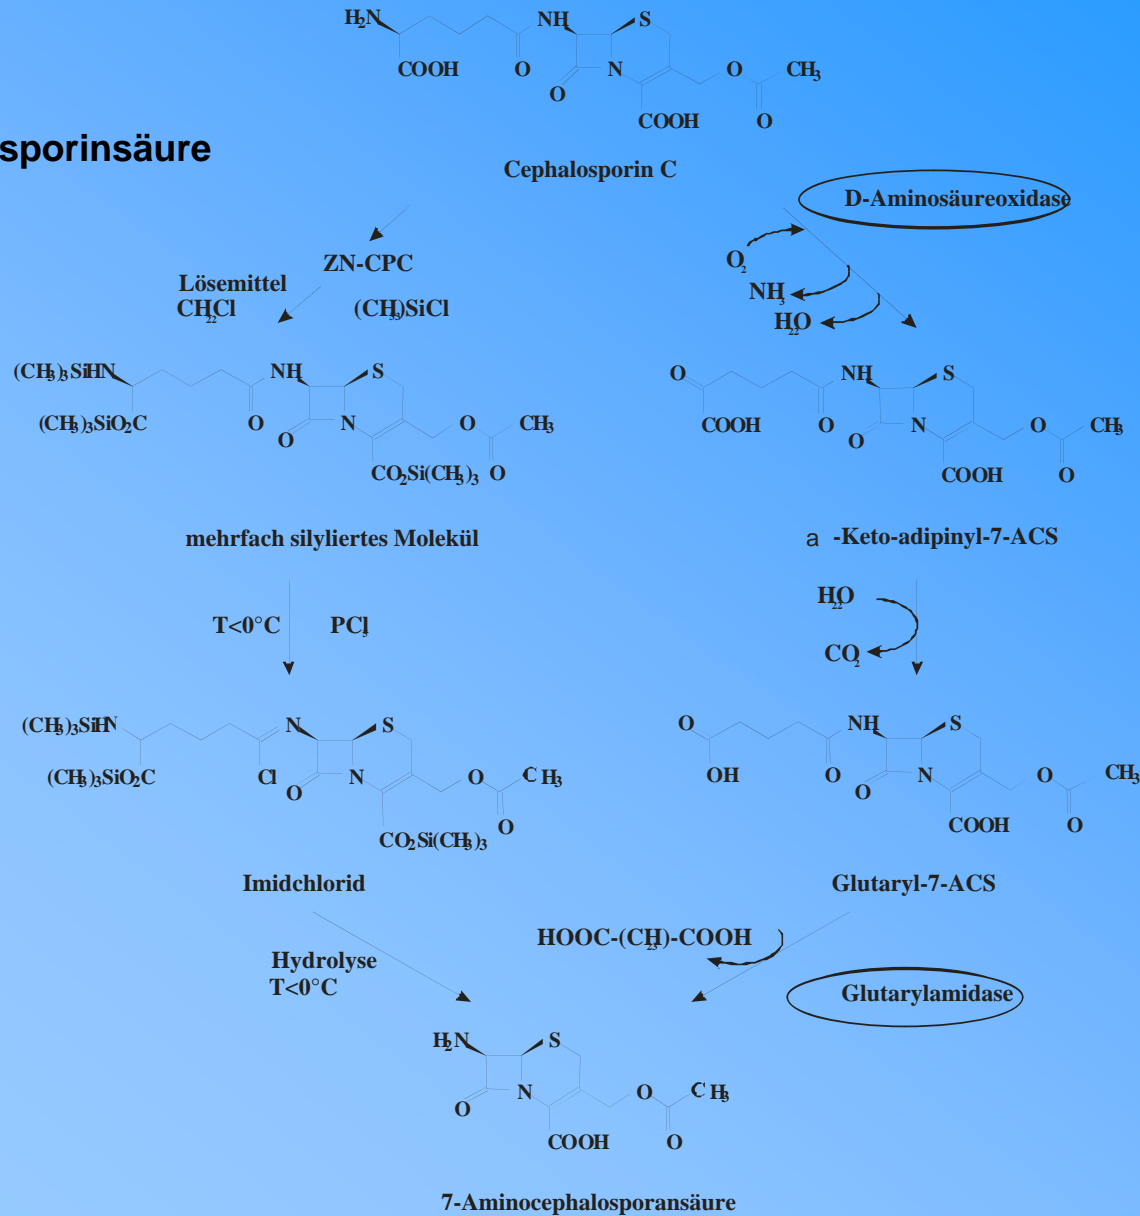 H2N
NH
S
COOH
O
N
O
CH3
O
COOH
O
sporinsäure
Cephalosporin C
D-Aminosäureoxidase
O2
NH3
H2O2
ZN-CPC
Lösemittel
CH2Cl2
(CH3)3SiCl
(CH3)3SiHN
NH
S
(CH3)3SiO2C
O
O
N
O
CH3
CO2Si(CH3)3
O
O
NH
S
COOH
O
O
N
O
CH3
COOH
O
mehrfach silyliertes Molekül
a -Keto-adipinyl-7-ACS
T<0°C
PCl5
H2O2
CO2
(CH3)3SiHN
N
S
(CH3)3SiO2C
Cl
O
N
O
CH3
CO2Si(CH3)3
O
O
NH
S
OH
O
O
N
O
CH3
COOH
O
Imidchlorid
Glutaryl-7-ACS
HOOC-(CH2)3-COOH
Hydrolyse
T<0°C
Glutarylamidase
H2N
S
O
N
O
CH3
COOH
O
7-Aminocephalosporansäure